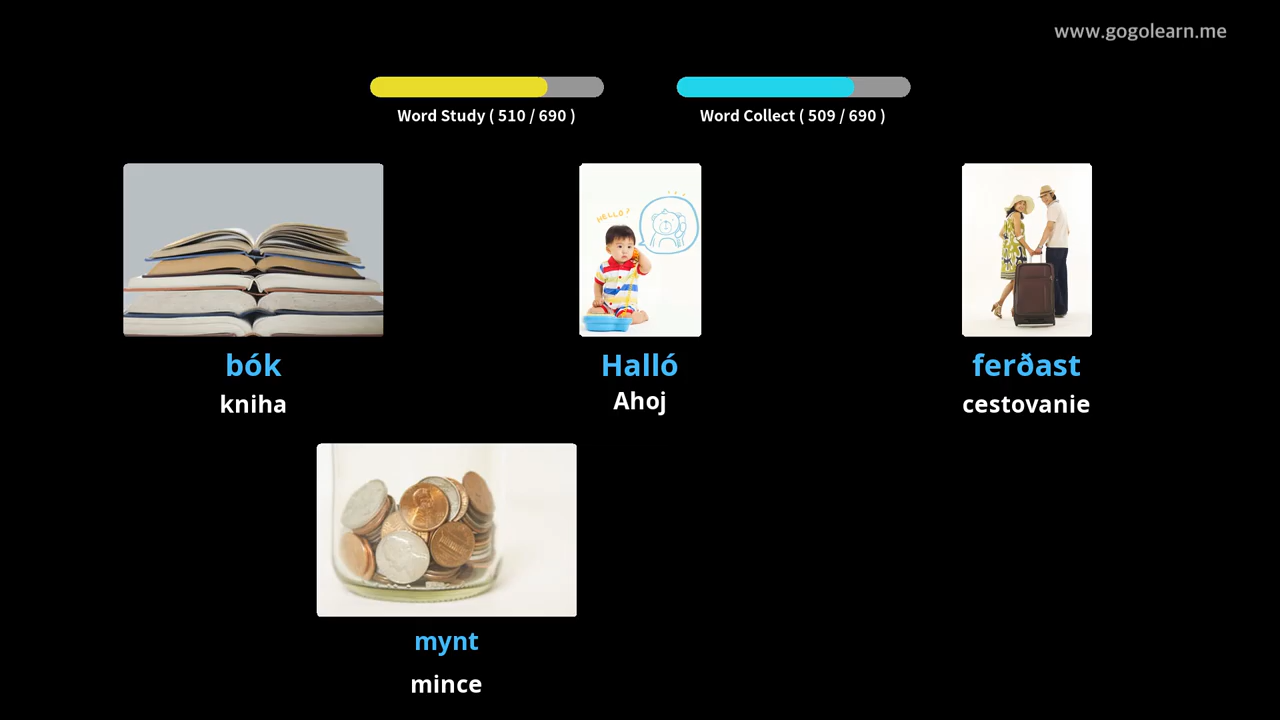 www.gogolearn.me
Word Study ( 510 / 690 )
Word Collect ( 509 / 690 )
HELLO?
bók
Halló
ferðast
kniha
Ahoj
cestovanie
mynt
mince